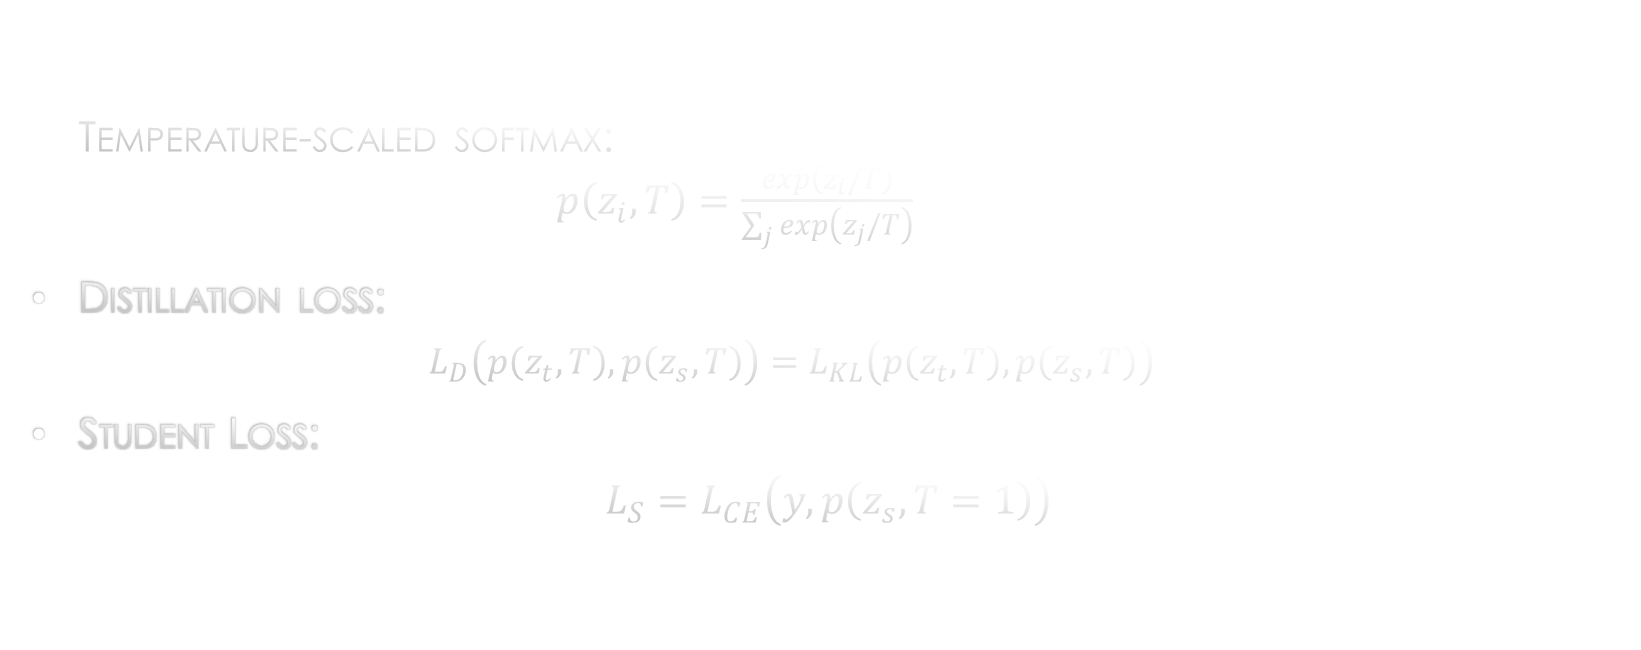 Temperature-scaled softmax:
p(z_i, T) = exp(z_i/T) / ∑_j exp(z_j/T)
◦ Distillation loss:
L_D(p(z_t, T), p(z_s, T)) = L_KL(p(z_t, T), p(z_s, T))
◦ Student Loss:
L_S = L_CE(y, p(z_s, T = 1))